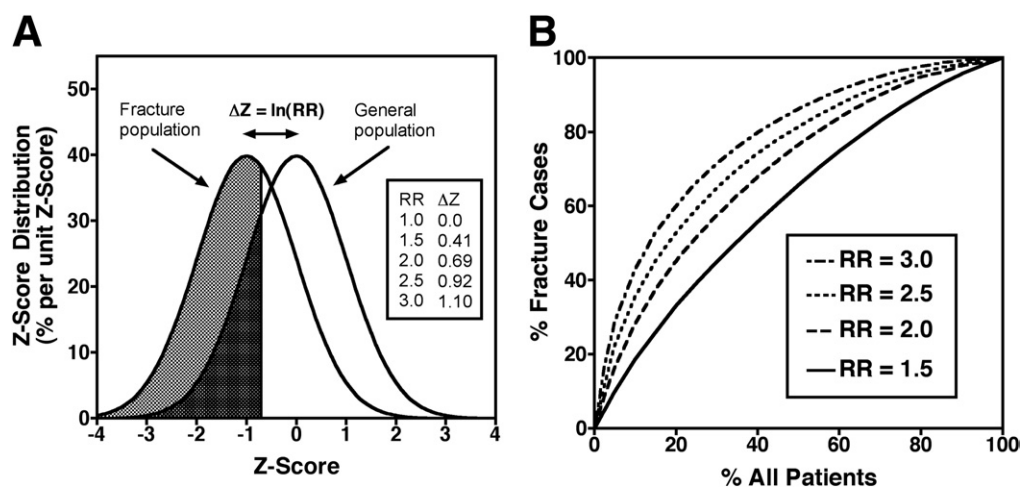 A
Z-Score Distribution
(% per unit Z-Score)
50
40
30
20
10
0
Fracture
population
ΔZ = ln(RR)
General
population
RR ΔZ
1.0 0.0
1.5 0.41
2.0 0.69
2.5 0.92
3.0 1.10
-4 -3 -2 -1 0 1 2 3 4
Z-Score
B
% Fracture Cases
100
80
60
40
20
0
RR = 3.0
RR = 2.5
RR = 2.0
RR = 1.5
0 20 40 60 80 100
% All Patients